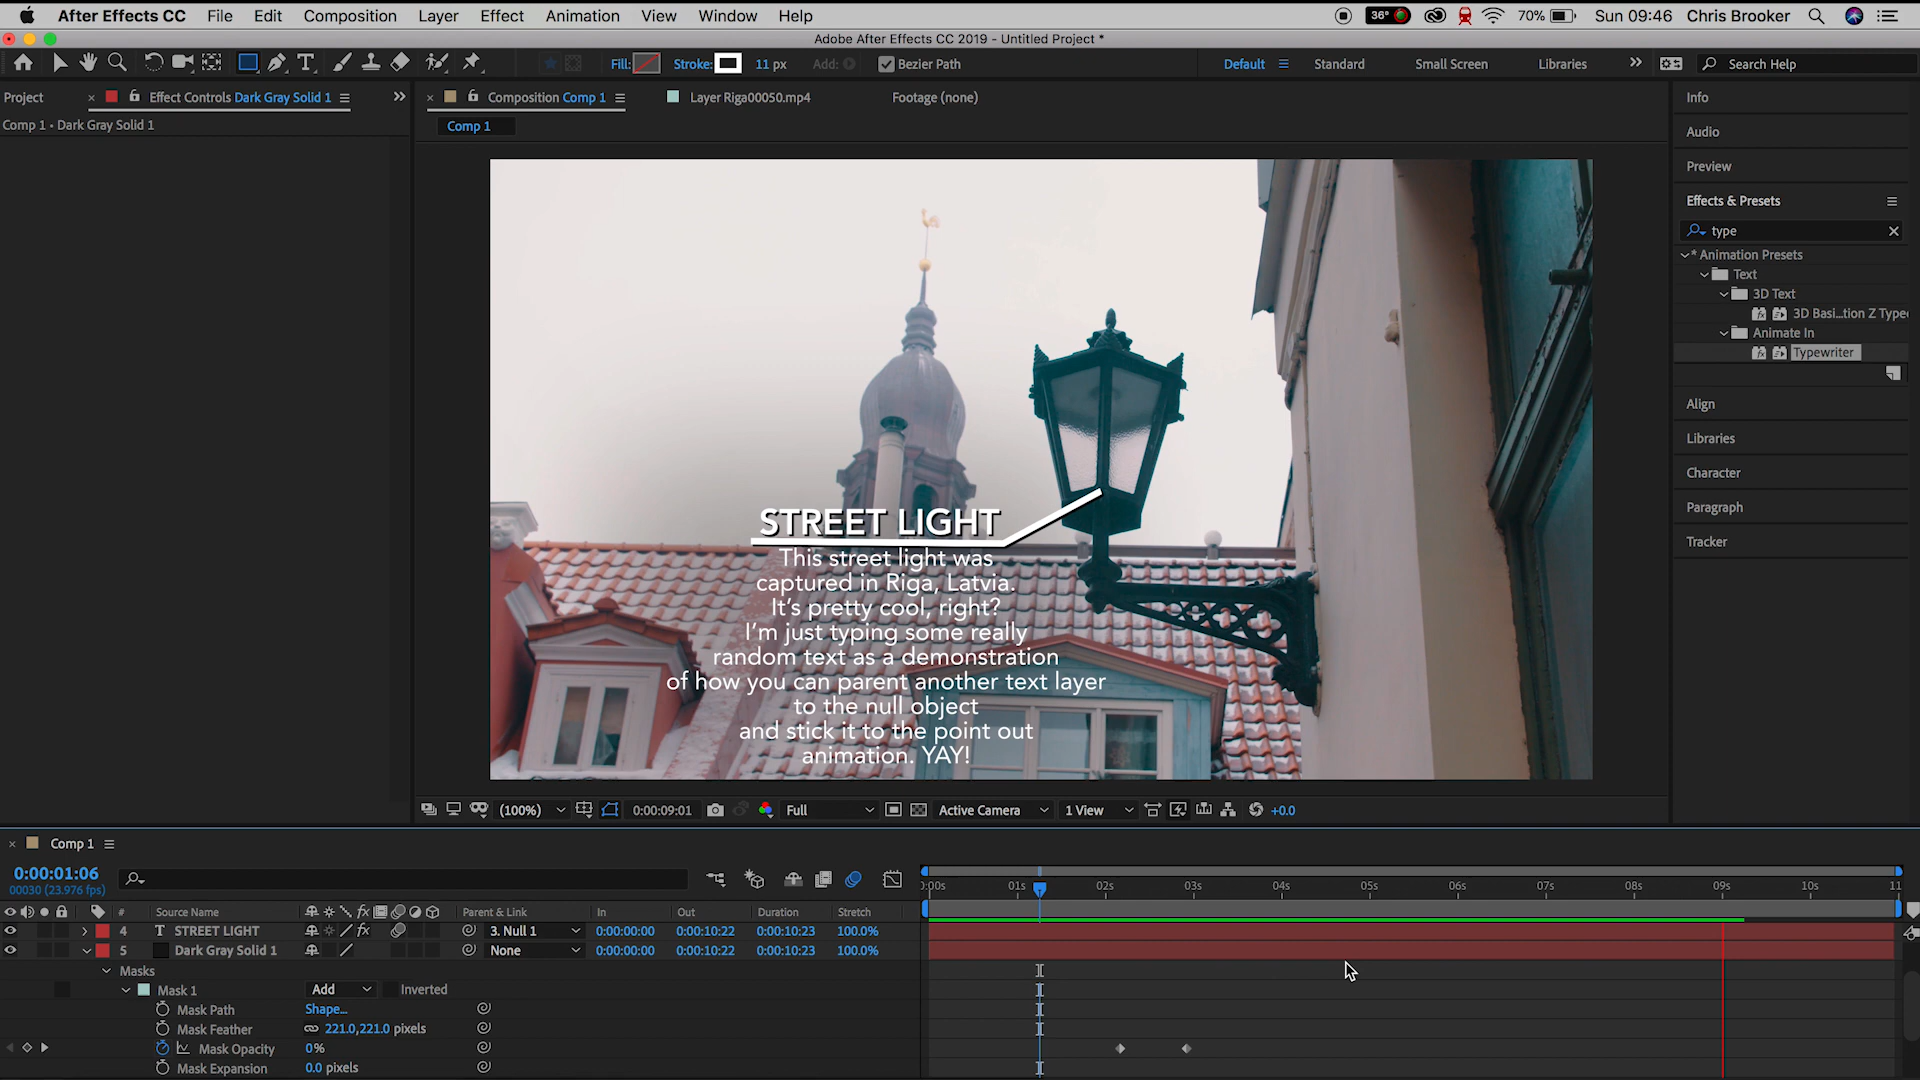 After Effects CC File Edit Composition Layer Effect Animation View Window Help 36° 70% Sun 09:46 Chris Brooker
Adobe After Effects CC 2019 - Untitled Project *
Fill: Stroke: 11 px Add: Bezier Path Default Standard Small Screen Libraries Search Help
Project Effect Controls Dark Gray Solid 1 Composition Comp 1 Layer Riga00050.mp4 Footage (none)
Comp 1 • Dark Gray Solid 1
Comp 1
Info
Audio
Preview
Effects & Presets
type
* Animation Presets
Text
3D Text
3D Basi...tion Z Type
Animate In
Typewriter
Align
Libraries
Character
Paragraph
Tracker
STREET LIGHT
This street light was
captured in Riga, Latvia.
It's pretty cool, right?
I'm just typing some really
random text as a demonstration
of how you can parent another text layer
to the null object
and stick it to the point out
animation. YAY!
(100%) 0:00:09:01 Full Active Camera 1 View +0.0
Comp 1
0:00:01:06
00030 (23.976 fps)
0:00s 01s 02s 03s 04s 05s 06s 07s 08s 09s 10s 11
# Source Name fx Parent & Link In Out Duration Stretch
4 T STREET LIGHT fx 3. Null 1 0:00:00:00 0:00:10:22 0:00:10:23 100.0%
5 Dark Gray Solid 1 None 0:00:00:00 0:00:10:22 0:00:10:23 100.0%
Masks
Mask 1 Add Inverted
Mask Path Shape...
Mask Feather 221.0,221.0 pixels
Mask Opacity 0%
Mask Expansion 0.0 pixels